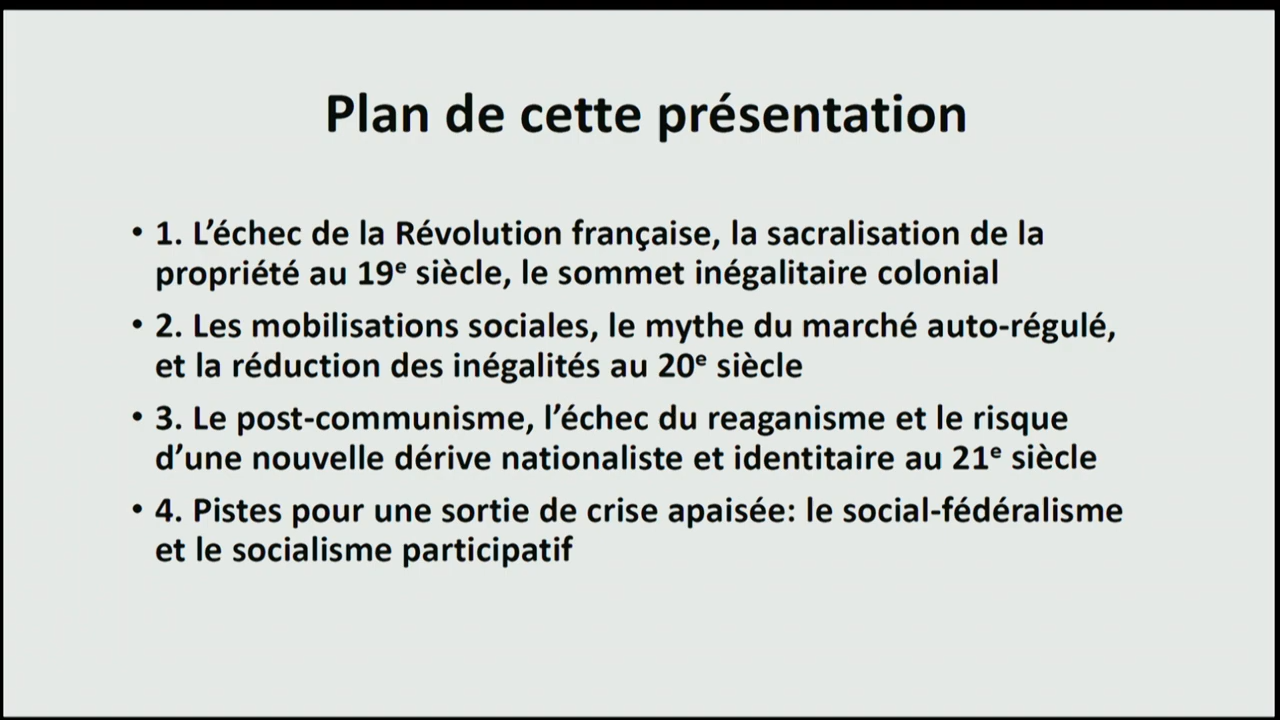 Plan de cette présentation
• 1. L’échec de la Révolution française, la sacralisation de la
propriété au 19ᵉ siècle, le sommet inégalitaire colonial
• 2. Les mobilisations sociales, le mythe du marché auto-régulé,
et la réduction des inégalités au 20ᵉ siècle
• 3. Le post-communisme, l’échec du reaganisme et le risque
d’une nouvelle dérive nationaliste et identitaire au 21ᵉ siècle
• 4. Pistes pour une sortie de crise apaisée: le social-fédéralisme
et le socialisme participatif